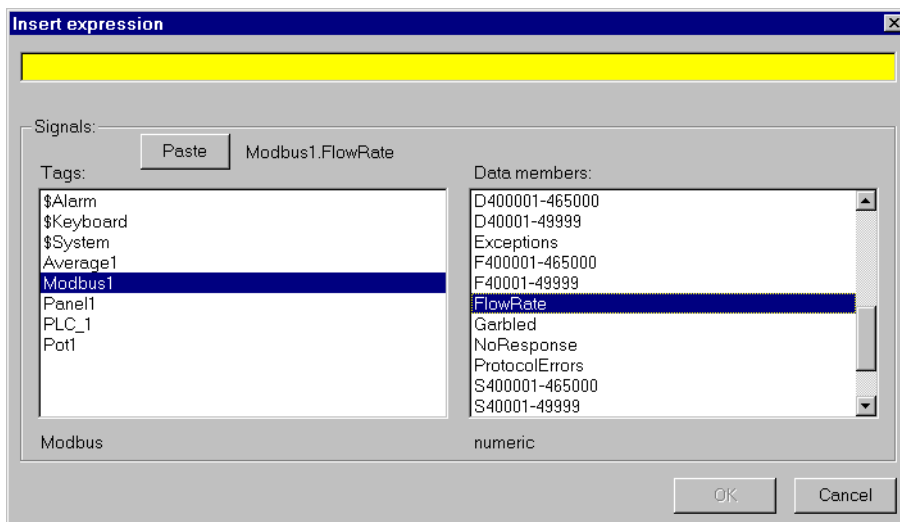 Insert expression
Signals:
Paste Modbus1.FlowRate
Tags:
$Alarm
$Keyboard
$System
Average1
Modbus1
Panel1
PLC_1
Pot1
Modbus
Data members:
D400001-465000
D40001-49999
Exceptions
F400001-465000
F40001-49999
FlowRate
Garbled
NoResponse
ProtocolErrors
S400001-465000
S40001-49999
numeric
OK Cancel